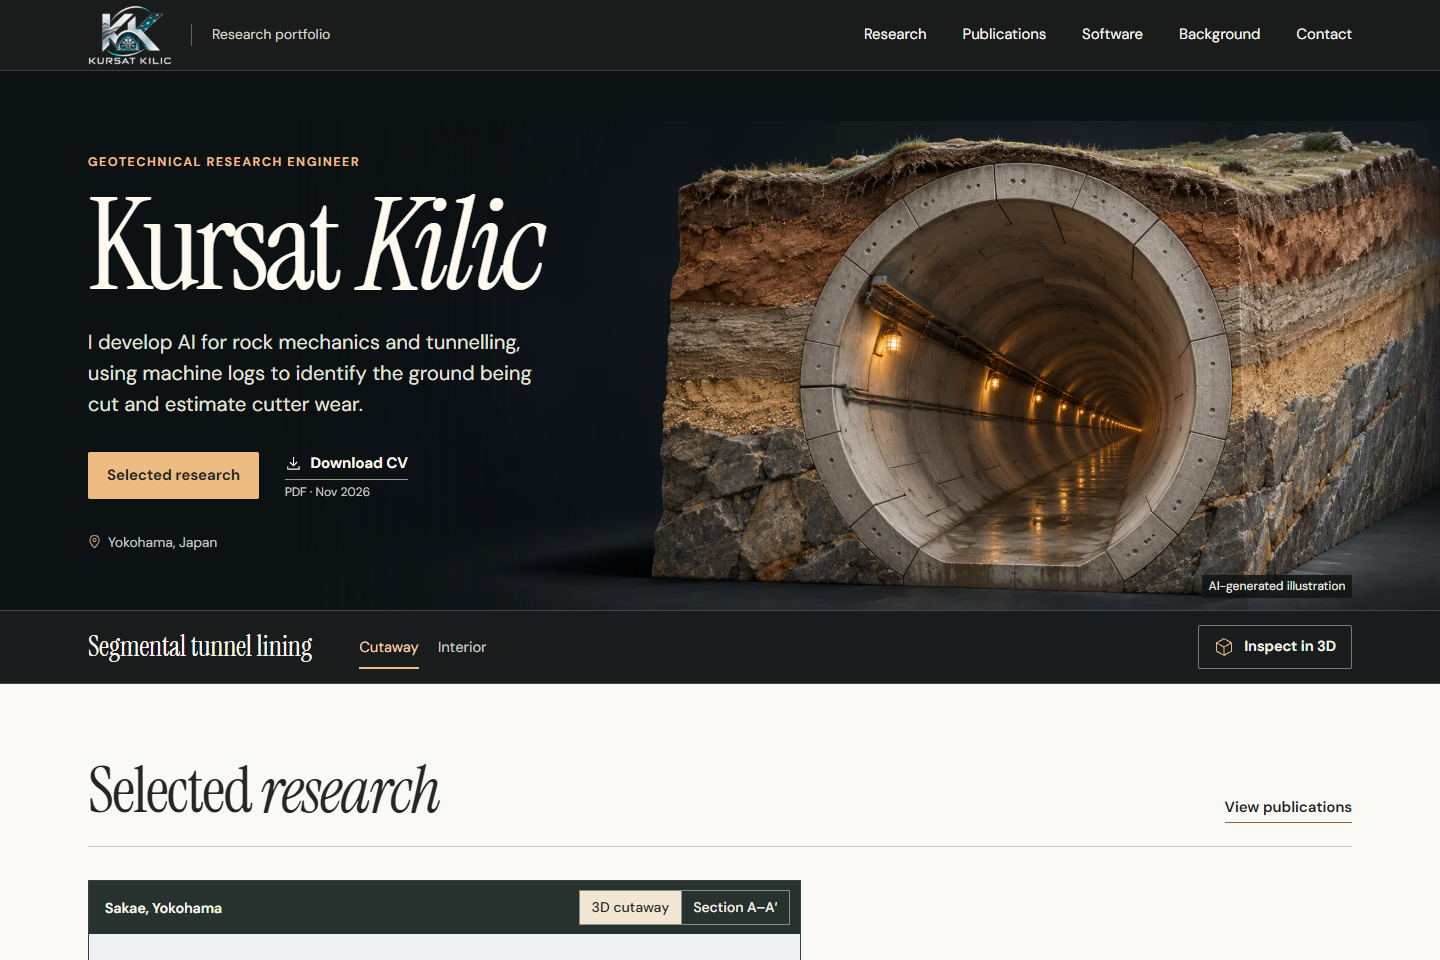 KK
KURSAT KILIC
Research portfolio
Research
Publications
Software
Background
Contact
GEOTECHNICAL RESEARCH ENGINEER
Kursat Kilic
I develop AI for rock mechanics and tunnelling,
using machine logs to identify the ground being
cut and estimate cutter wear.
Selected research
Download CV
PDF · Nov 2026
Yokohama, Japan
AI-generated illustration
Segmental tunnel lining
Cutaway
Interior
Inspect in 3D
Selected research
View publications
Sakae, Yokohama
3D cutaway
Section A–A′